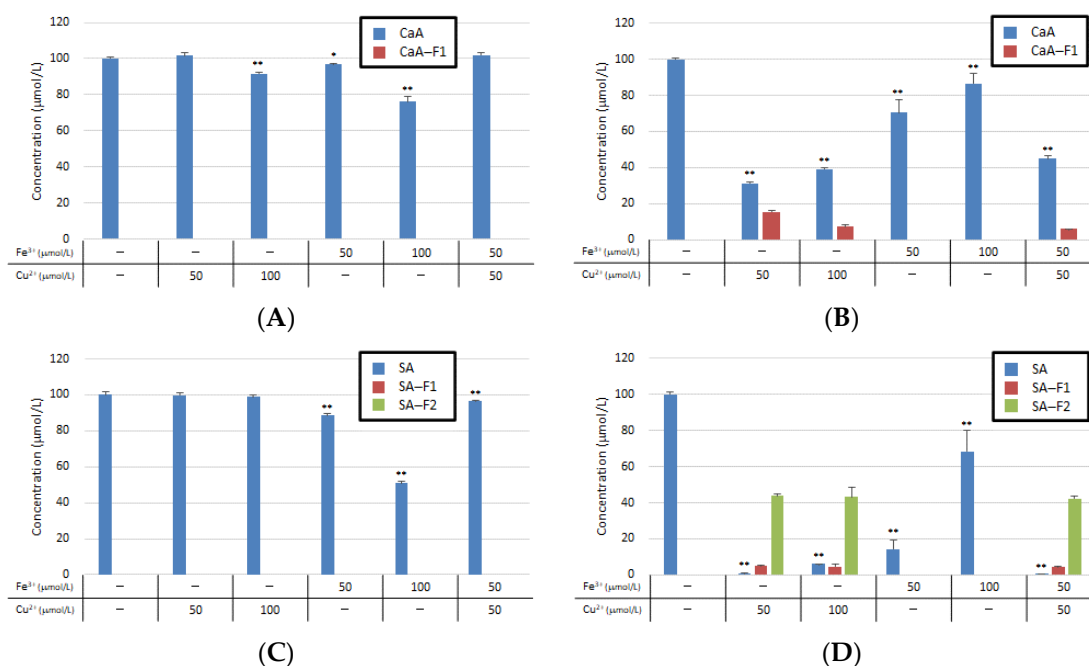 120
100
80
60
40
20
0
Concentration (μmol/L)
CaA
CaA–F1
** * **
Fe³⁺ (μmol/L) – – – 50 100 50
Cu²⁺ (μmol/L) – 50 100 – – 50
(A)
120
100
80
60
40
20
0
Concentration (μmol/L)
CaA
CaA–F1
** ** ** ** **
Fe³⁺ (μmol/L) – – – 50 100 50
Cu²⁺ (μmol/L) – 50 100 – – 50
(B)
120
100
80
60
40
20
0
Concentration (μmol/L)
SA
SA–F1
SA–F2
** ** **
Fe³⁺ (μmol/L) – – – 50 100 50
Cu²⁺ (μmol/L) – 50 100 – – 50
(C)
120
100
80
60
40
20
0
Concentration (μmol/L)
SA
SA–F1
SA–F2
** ** ** ** **
Fe³⁺ (μmol/L) – – – 50 100 50
Cu²⁺ (μmol/L) – 50 100 – – 50
(D)